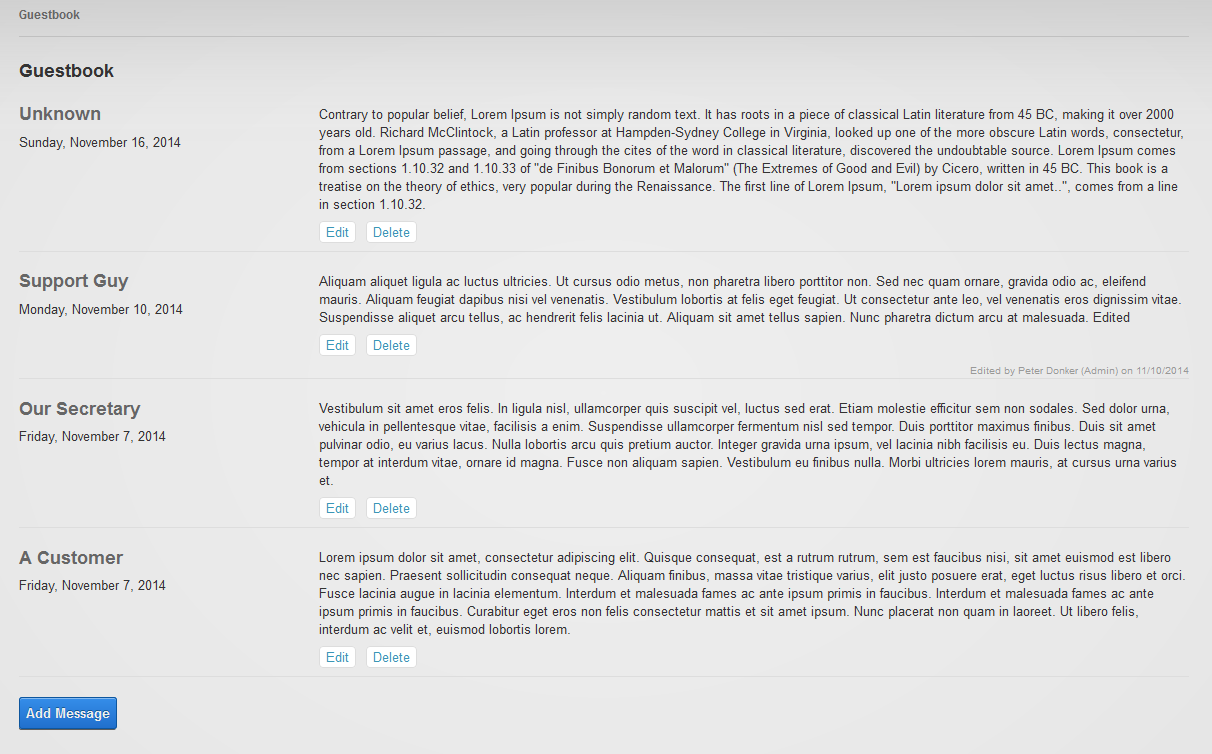 Guestbook
Guestbook
Unknown
Sunday, November 16, 2014
Contrary to popular belief, Lorem Ipsum is not simply random text. It has roots in a piece of classical Latin literature from 45 BC, making it over 2000
years old. Richard McClintock, a Latin professor at Hampden-Sydney College in Virginia, looked up one of the more obscure Latin words, consectetur,
from a Lorem Ipsum passage, and going through the cites of the word in classical literature, discovered the undoubtable source. Lorem Ipsum comes
from sections 1.10.32 and 1.10.33 of "de Finibus Bonorum et Malorum" (The Extremes of Good and Evil) by Cicero, written in 45 BC. This book is a
treatise on the theory of ethics, very popular during the Renaissance. The first line of Lorem Ipsum, "Lorem ipsum dolor sit amet..", comes from a line
in section 1.10.32.
Edit Delete
Support Guy
Monday, November 10, 2014
Aliquam aliquet ligula ac luctus ultricies. Ut cursus odio metus, non pharetra libero porttitor non. Sed nec quam ornare, gravida odio ac, eleifend
mauris. Aliquam feugiat dapibus nisi vel venenatis. Vestibulum lobortis at felis eget feugiat. Ut consectetur ante leo, vel venenatis eros dignissim vitae.
Suspendisse aliquet arcu tellus, ac hendrerit felis lacinia ut. Aliquam sit amet tellus sapien. Nunc pharetra dictum arcu at malesuada. Edited
Edit Delete
Edited by Peter Donker (Admin) on 11/10/2014
Our Secretary
Friday, November 7, 2014
Vestibulum sit amet eros felis. In ligula nisl, ullamcorper quis suscipit vel, luctus sed erat. Etiam molestie efficitur sem non sodales. Sed dolor urna,
vehicula in pellentesque vitae, facilisis a enim. Suspendisse ullamcorper fermentum nisl sed tempor. Duis porttitor maximus finibus. Duis sit amet
pulvinar odio, eu varius lacus. Nulla lobortis arcu quis pretium auctor. Integer gravida urna ipsum, vel lacinia nibh facilisis eu. Duis lectus magna,
tempor at interdum vitae, ornare id magna. Fusce non aliquam sapien. Vestibulum eu finibus nulla. Morbi ultricies lorem mauris, at cursus urna varius
et.
Edit Delete
A Customer
Friday, November 7, 2014
Lorem ipsum dolor sit amet, consectetur adipiscing elit. Quisque consequat, est a rutrum rutrum, sem est faucibus nisi, sit amet euismod est libero
nec sapien. Praesent sollicitudin consequat neque. Aliquam finibus, massa vitae tristique varius, elit justo posuere erat, eget luctus risus libero et orci.
Fusce lacinia augue in lacinia elementum. Interdum et malesuada fames ac ante ipsum primis in faucibus. Interdum et malesuada fames ac ante
ipsum primis in faucibus. Curabitur eget eros non felis consectetur mattis et sit amet ipsum. Nunc placerat non quam in laoreet. Ut libero felis,
interdum ac velit et, euismod lobortis lorem.
Edit Delete
Add Message